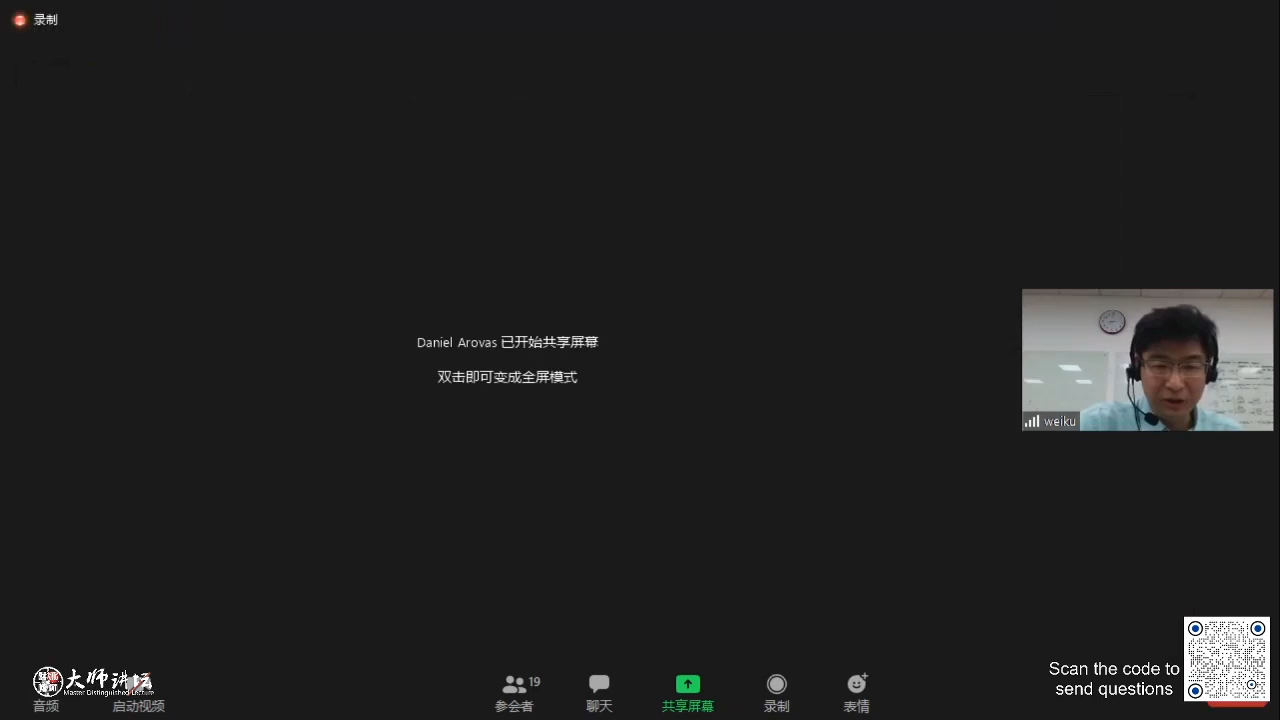 录制
Daniel Arovas 已开始共享屏幕
双击即可变成全屏模式
weiku
大师讲坛
Master Distinguished Lecture
Scan the code to
send questions
19
音频
启动视频
参会者
聊天
共享屏幕
录制
表情